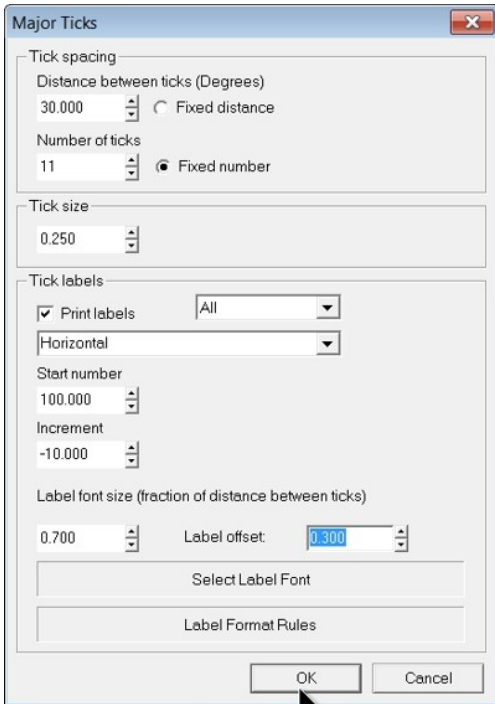 Major Ticks
Tick spacing
Distance between ticks (Degrees)
30.000 Fixed distance
Number of ticks
11 Fixed number
Tick size
0.250
Tick labels
Print labels All
Horizontal
Start number
100.000
Increment
-10.000
Label font size (fraction of distance between ticks)
0.700 Label offset: 0.300
Select Label Font
Label Format Rules
OK Cancel